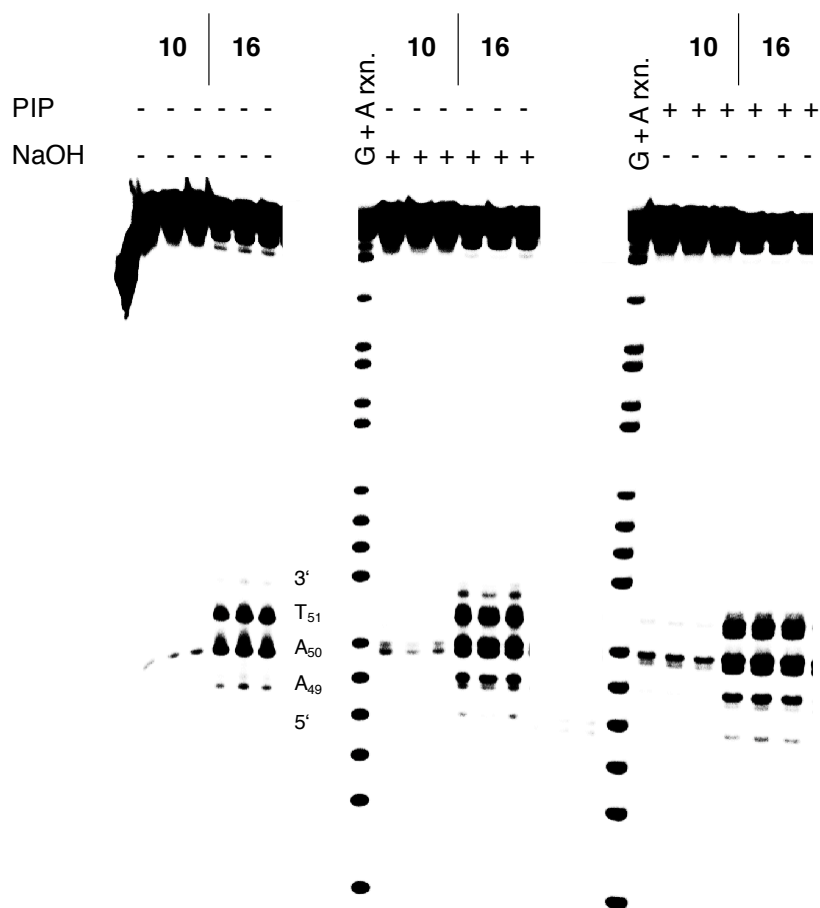 10 16 10 16 10 16
PIP - - - - - - G + A rxn. - - - - - - G + A rxn. + + + + + +
NaOH - - - - - - + + + + + + - - - - - -
3‘
T51
A50
A49
5‘